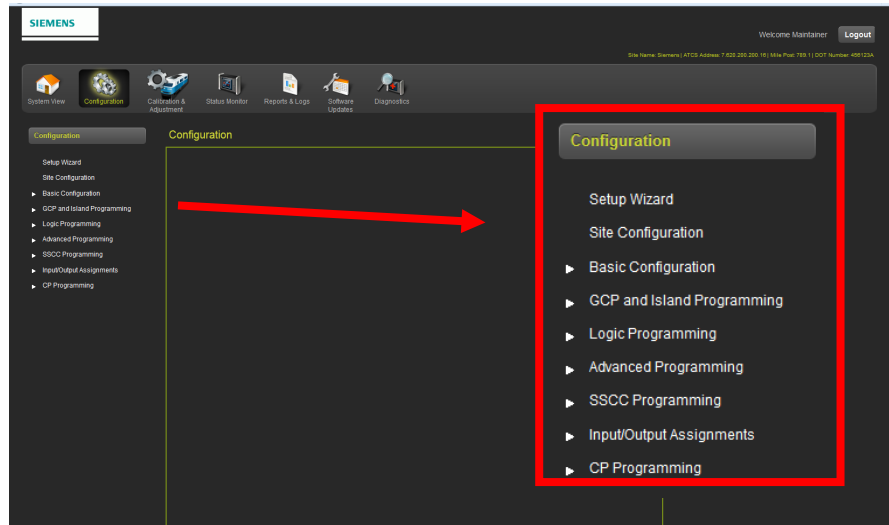 SIEMENS
Welcome Maintainer
Logout
Site Name: Siemens | ATCS Address: 7.620.200.200.16 | Mile Post: 789.1 | DOT Number: 456123A
System View
Configuration
Calibration &
Adjustment
Status Monitor
Reports & Logs
Software
Updates
Diagnostics
Configuration
Setup Wizard
Site Configuration
Basic Configuration
GCP and Island Programming
Logic Programming
Advanced Programming
SSCC Programming
Input/Output Assignments
CP Programming
Configuration
Configuration
Setup Wizard
Site Configuration
Basic Configuration
GCP and Island Programming
Logic Programming
Advanced Programming
SSCC Programming
Input/Output Assignments
CP Programming